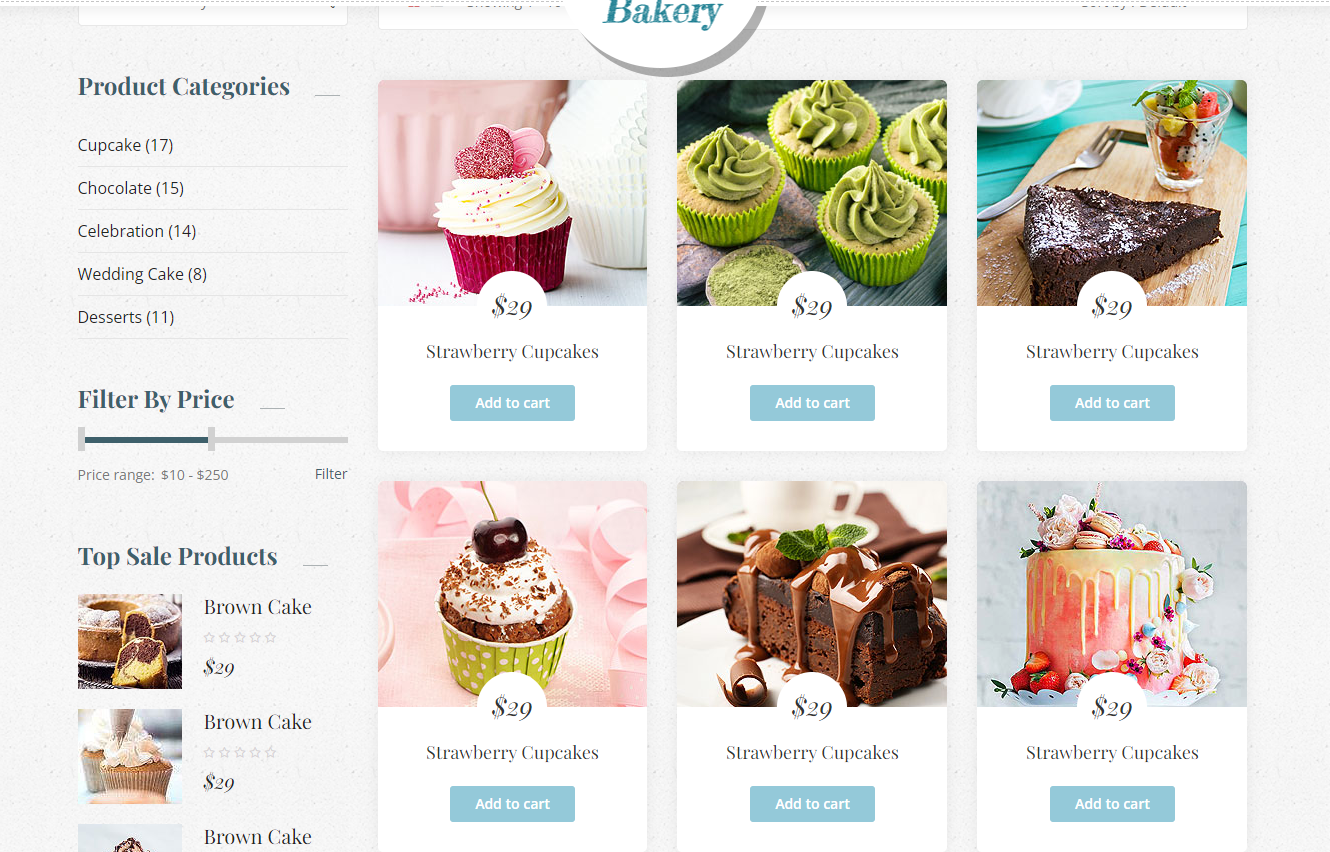 Bakery
Product Categories
Cupcake (17)
Chocolate (15)
Celebration (14)
Wedding Cake (8)
Desserts (11)
Filter By Price
Price range: $10 - $250
Filter
Top Sale Products
Brown Cake
$29
Brown Cake
$29
Brown Cake
$29
Strawberry Cupcakes
Add to cart
$29
Strawberry Cupcakes
Add to cart
$29
Strawberry Cupcakes
Add to cart
$29
Strawberry Cupcakes
Add to cart
$29
Strawberry Cupcakes
Add to cart
$29
Strawberry Cupcakes
Add to cart